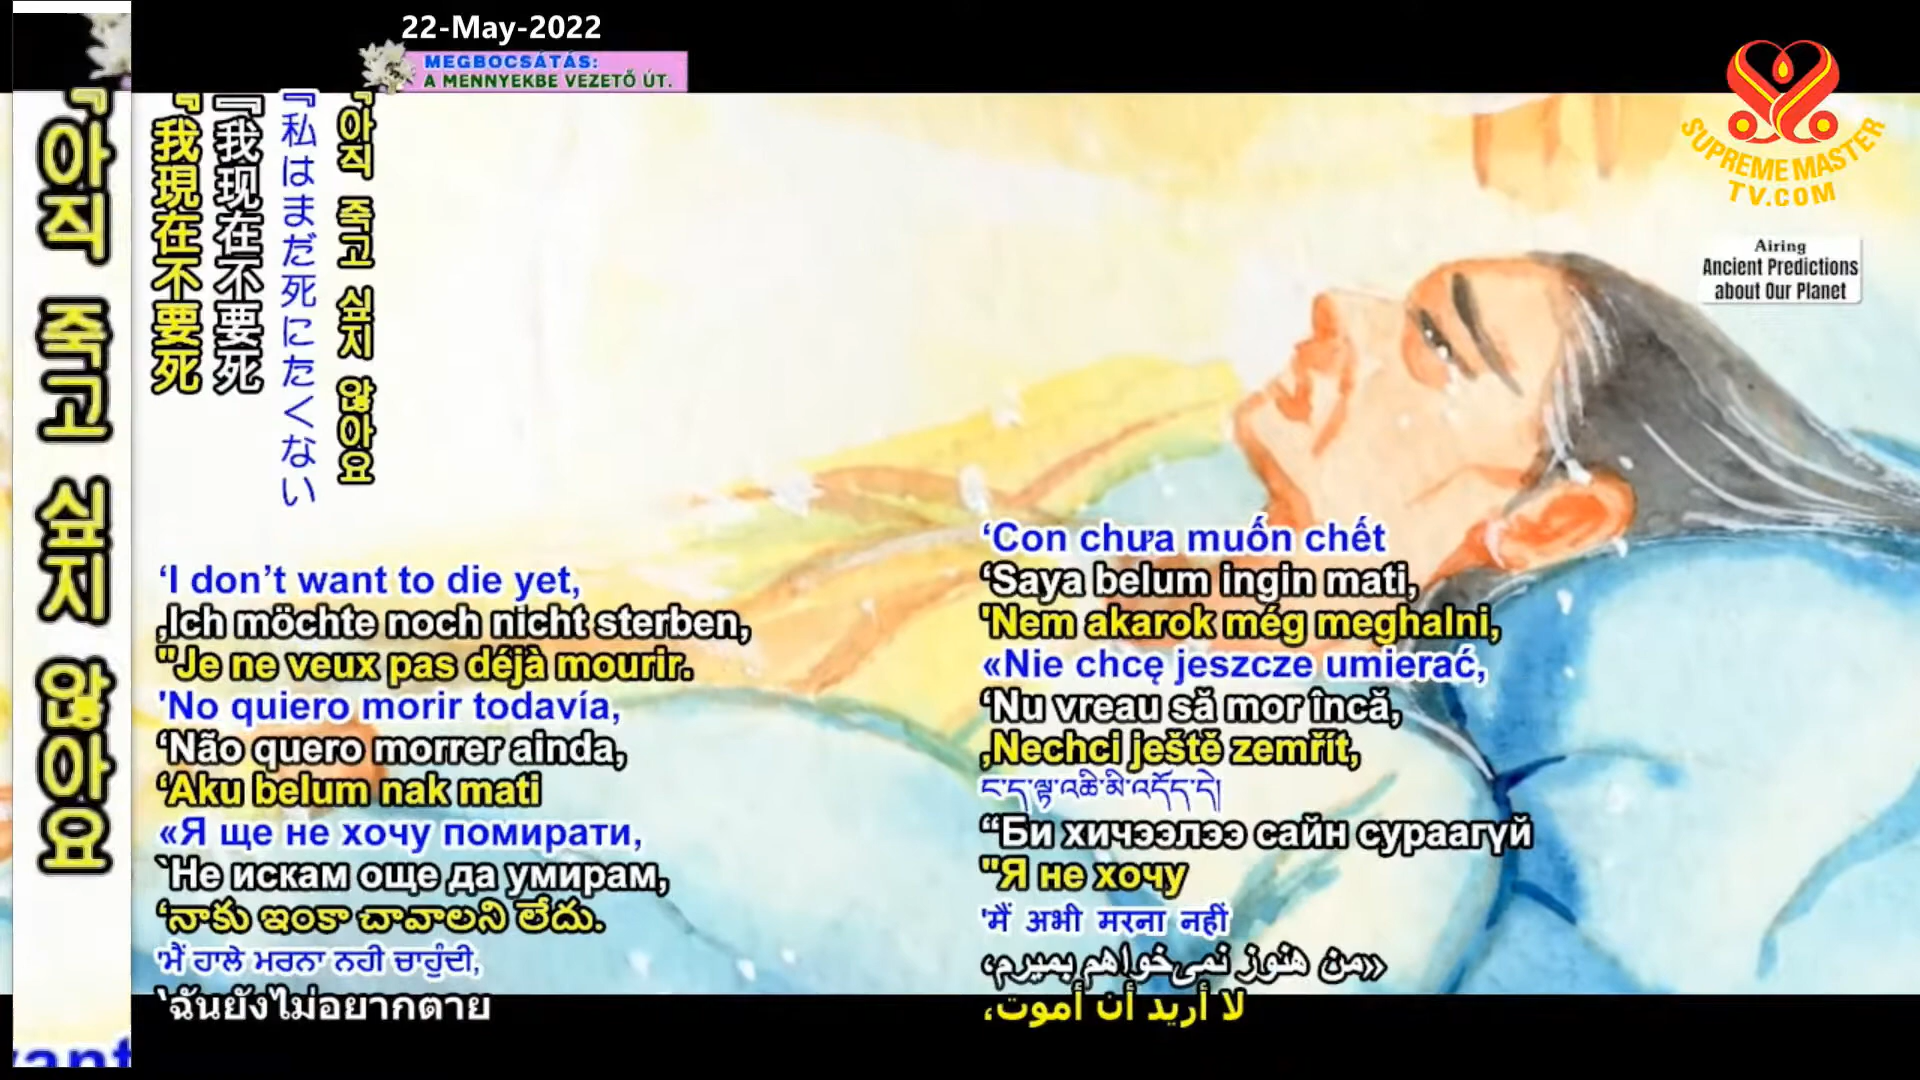 22-May-2022
MEGBOCSÁTÁS:
A MENNYEKBE VEZETŐ ÚT.
SUPREME MASTER
TV.COM
Airing
Ancient Predictions
about Our Planet
『아직 죽고 싶지 않아요
『我現在不要死
『我现在不要死
『私はまだ死にたくない
『아직 죽고 싶지 않아요
‘I don’t want to die yet,
‚Ich möchte noch nicht sterben,
"Je ne veux pas déjà mourir.
'No quiero morir todavía,
‘Não quero morrer ainda,
‘Aku belum nak mati
«Я ще не хочу помирати,
`Не искам още да умирам,
‘నాకు ఇంకా చావాలని లేదు.
'ਮੈਂ ਹਾਲੇ ਮਰਨਾ ਨਹੀ ਚਾਹੁੰਦੀ,
‘ฉันยังไม่อยากตาย
‘Con chưa muốn chết
‘Saya belum ingin mati,
'Nem akarok még meghalni,
«Nie chcę jeszcze umierać,
‘Nu vreau să mor încă,
‚Nechci ještě zemřít,
ང་ད་ལྟ་འཆི་མི་འདོད་དེ།
“Би хичээлээ сайн сураагүй
"Я не хочу
'मैं अभी मरना नहीं
«من هنوز نمی‌خواهم بمیرم،
لا أريد أن أموت،
want